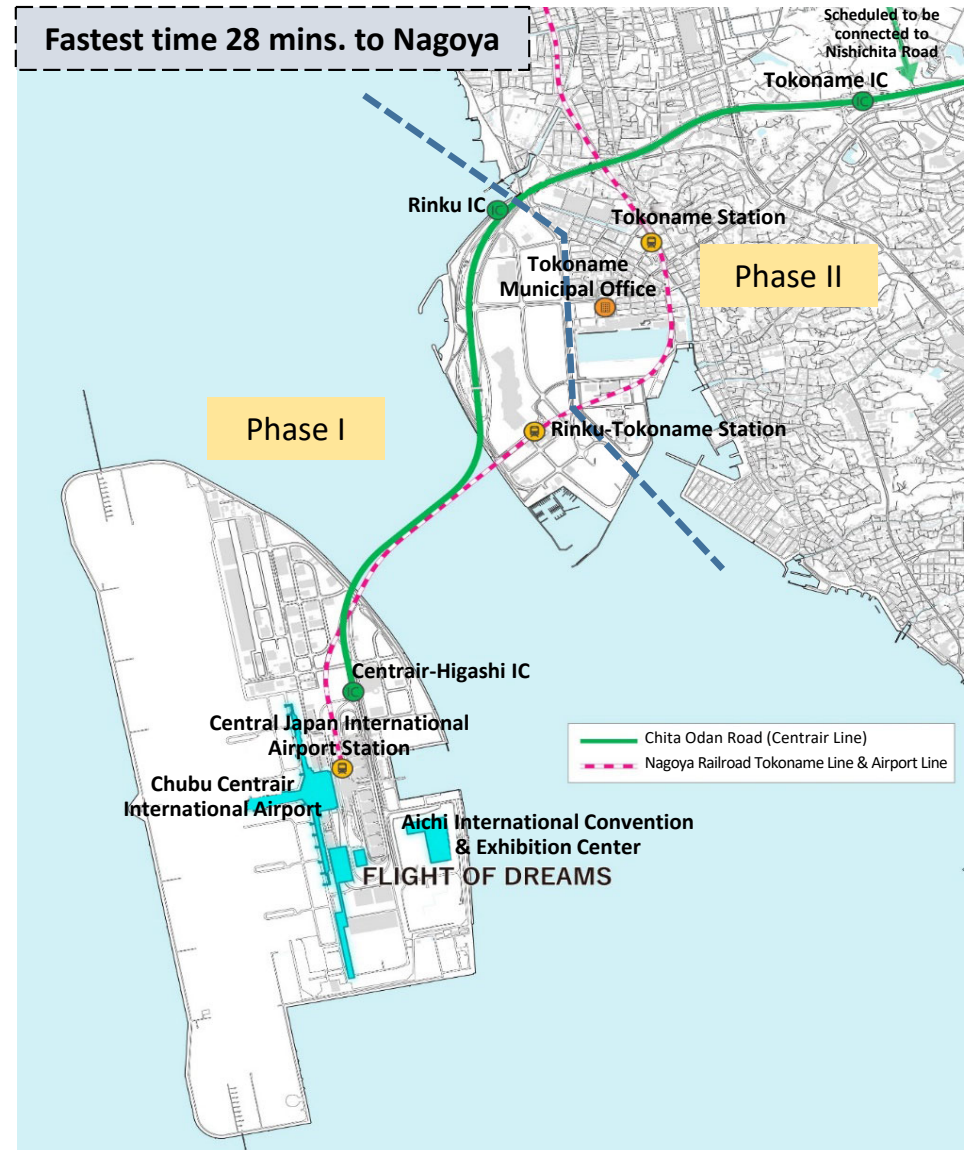 Fastest time 28 mins. to Nagoya
Scheduled to be
connected to
Nishichita Road
Tokoname IC
IC
Rinku IC
IC
Tokoname Station
Tokoname
Municipal Office
Phase II
Phase I
Rinku-Tokoname Station
Centrair-Higashi IC
IC
Central Japan International
Airport Station
Chita Odan Road (Centrair Line)
Nagoya Railroad Tokoname Line & Airport Line
Chubu Centrair
International Airport
Aichi International Convention
& Exhibition Center
FLIGHT OF DREAMS